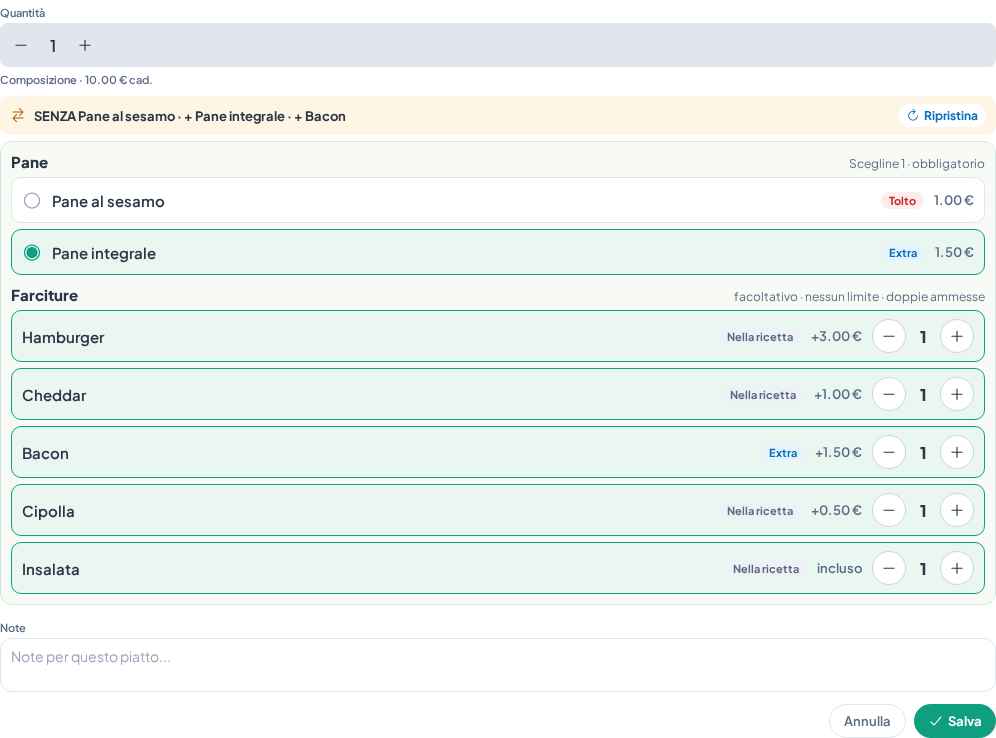 Quantità
1
Composizione · 10.00 € cad.
SENZA Pane al sesamo · + Pane integrale · + Bacon
Ripristina
Pane
Scegline 1 · obbligatorio
Pane al sesamo
Tolto
1.00 €
Pane integrale
Extra
1.50 €
Farciture
facoltativo · nessun limite · doppie ammesse
Hamburger
Nella ricetta
+3.00 €
1
Cheddar
Nella ricetta
+1.00 €
1
Bacon
Extra
+1.50 €
1
Cipolla
Nella ricetta
+0.50 €
1
Insalata
Nella ricetta
incluso
1
Note
Note per questo piatto...
Annulla
Salva